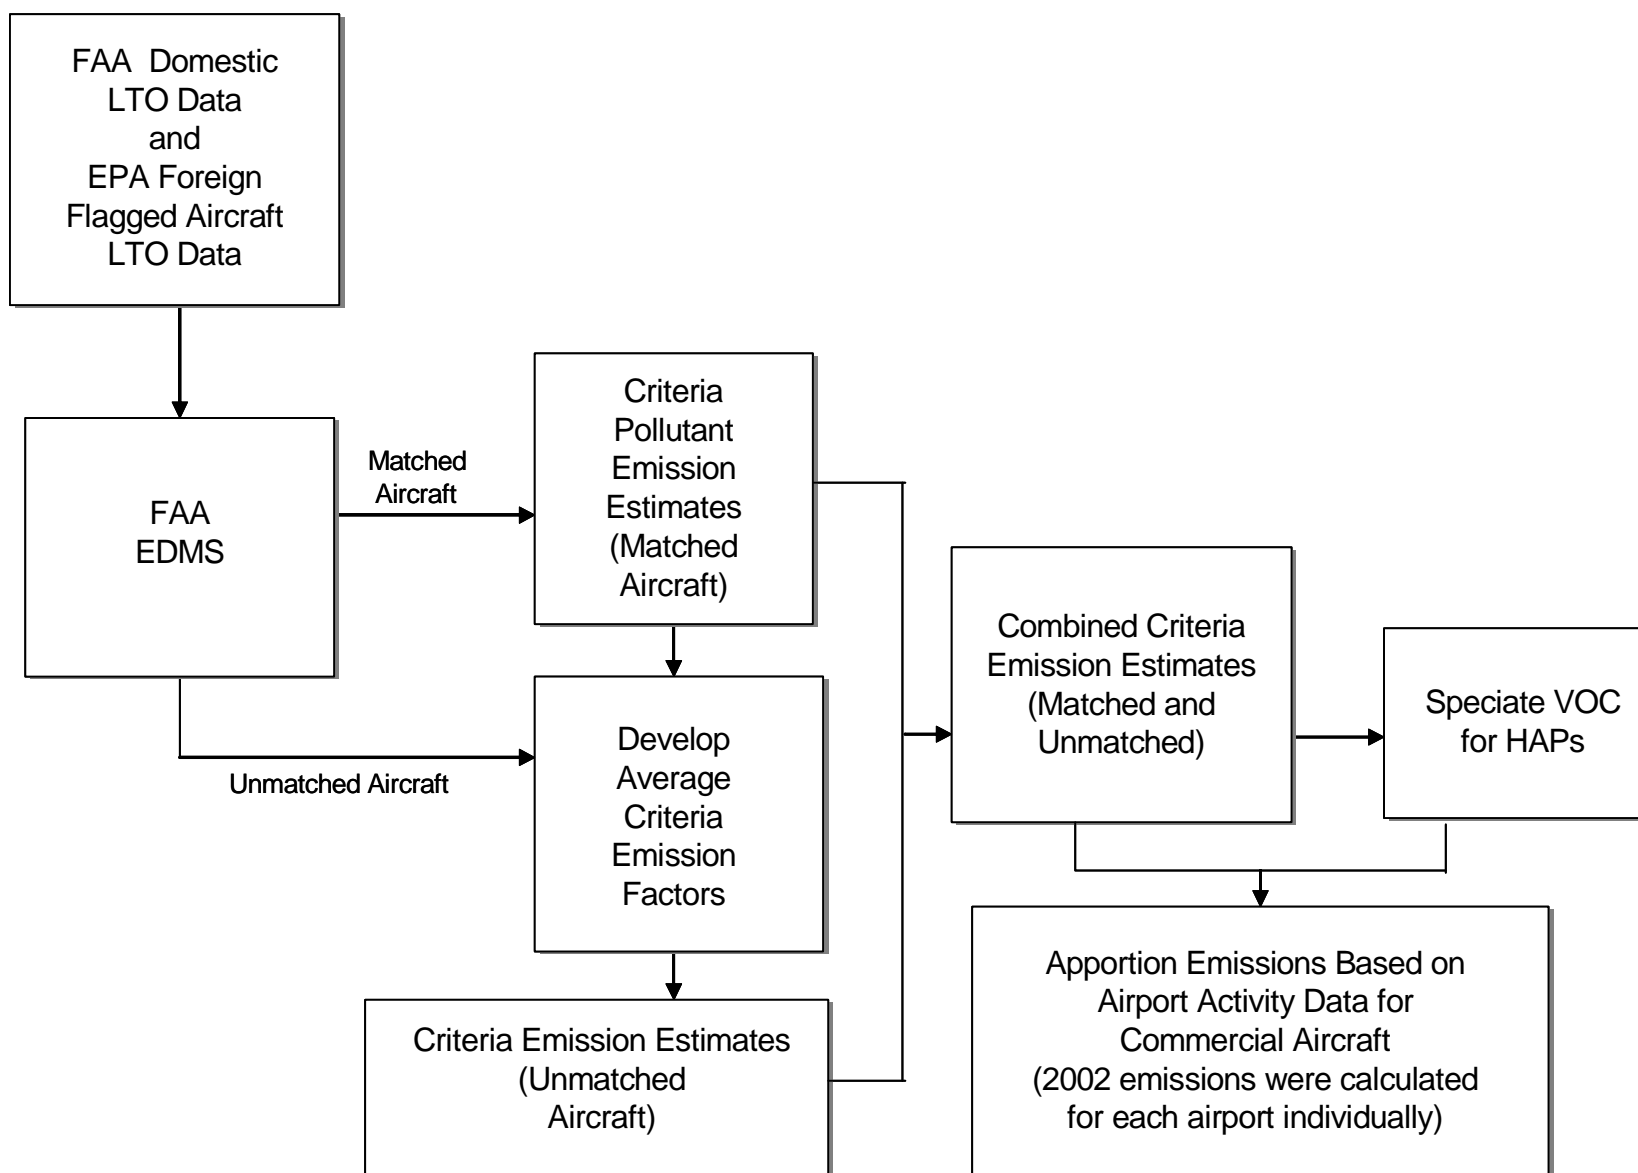 FAA Domestic
LTO Data
and
EPA Foreign
Flagged Aircraft
LTO Data
FAA
EDMS
Matched
Aircraft
Unmatched Aircraft
Criteria
Pollutant
Emission
Estimates
(Matched
Aircraft)
Develop
Average
Criteria
Emission
Factors
Criteria Emission Estimates
(Unmatched
Aircraft)
Combined Criteria
Emission Estimates
(Matched and
Unmatched)
Speciate VOC
for HAPs
Apportion Emissions Based on
Airport Activity Data for
Commercial Aircraft
(2002 emissions were calculated
for each airport individually)